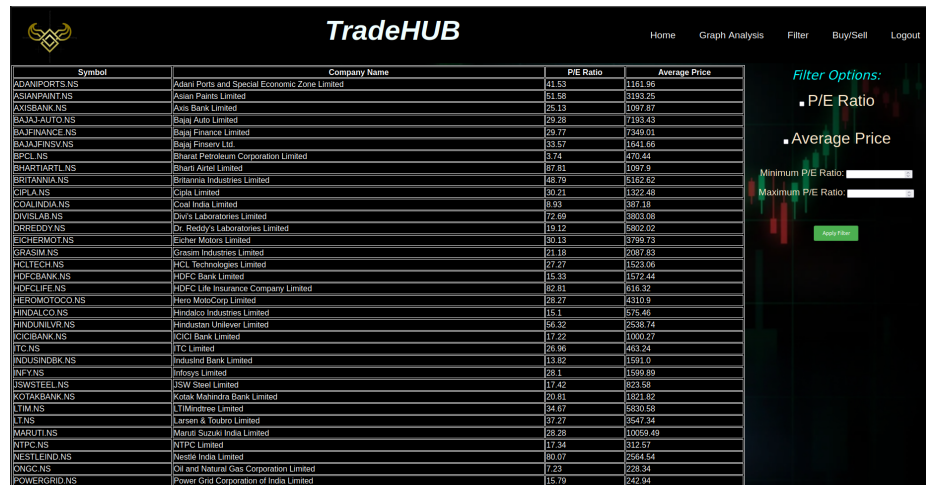 TradeHUB
Home Graph Analysis Filter Buy/Sell Logout
Symbol Company Name P/E Ratio Average Price
ADANIPORTS.NS Adani Ports and Special Economic Zone Limited 41.53 1161.96
ASIANPAINT.NS Asian Paints Limited 51.58 3193.25
AXISBANK.NS Axis Bank Limited 25.13 1097.87
BAJAJ-AUTO.NS Bajaj Auto Limited 29.28 7193.43
BAJFINANCE.NS Bajaj Finance Limited 29.77 7349.01
BAJAJFINSV.NS Bajaj Finserv Ltd. 33.57 1641.66
BPCL.NS Bharat Petroleum Corporation Limited 3.74 470.44
BHARTIARTL.NS Bharti Airtel Limited 87.81 1097.9
BRITANNIA.NS Britannia Industries Limited 48.79 5162.62
CIPLA.NS Cipla Limited 30.21 1322.48
COALINDIA.NS Coal India Limited 8.93 387.18
DIVISLAB.NS Divi's Laboratories Limited 72.69 3803.08
DRREDDY.NS Dr. Reddy's Laboratories Limited 19.12 5802.02
EICHERMOT.NS Eicher Motors Limited 30.13 3799.73
GRASIM.NS Grasim Industries Limited 21.18 2087.83
HCLTECH.NS HCL Technologies Limited 27.27 1523.06
HDFCBANK.NS HDFC Bank Limited 15.33 1572.44
HDFCLIFE.NS HDFC Life Insurance Company Limited 82.81 616.32
HEROMOTOCO.NS Hero MotoCorp Limited 28.27 4310.9
HINDALCO.NS Hindalco Industries Limited 15.1 575.46
HINDUNILVR.NS Hindustan Unilever Limited 56.32 2538.74
ICICIBANK.NS ICICI Bank Limited 17.22 1000.27
ITC.NS ITC Limited 26.96 463.24
INDUSINDBK.NS IndusInd Bank Limited 13.82 1591.0
INFY.NS Infosys Limited 28.1 1599.89
JSWSTEEL.NS JSW Steel Limited 17.42 823.58
KOTAKBANK.NS Kotak Mahindra Bank Limited 20.81 1821.82
LTIM.NS LTIMindtree Limited 34.67 5830.58
LT.NS Larsen & Toubro Limited 37.27 3547.34
MARUTI.NS Maruti Suzuki India Limited 28.28 10059.49
NTPC.NS NTPC Limited 17.34 312.57
NESTLEIND.NS Nestlé India Limited 80.07 2564.54
ONGC.NS Oil and Natural Gas Corporation Limited 7.23 228.34
POWERGRID.NS Power Grid Corporation of India Limited 15.79 242.94
Filter Options:
P/E Ratio
Average Price
Minimum P/E Ratio:
Maximum P/E Ratio:
Apply Filter